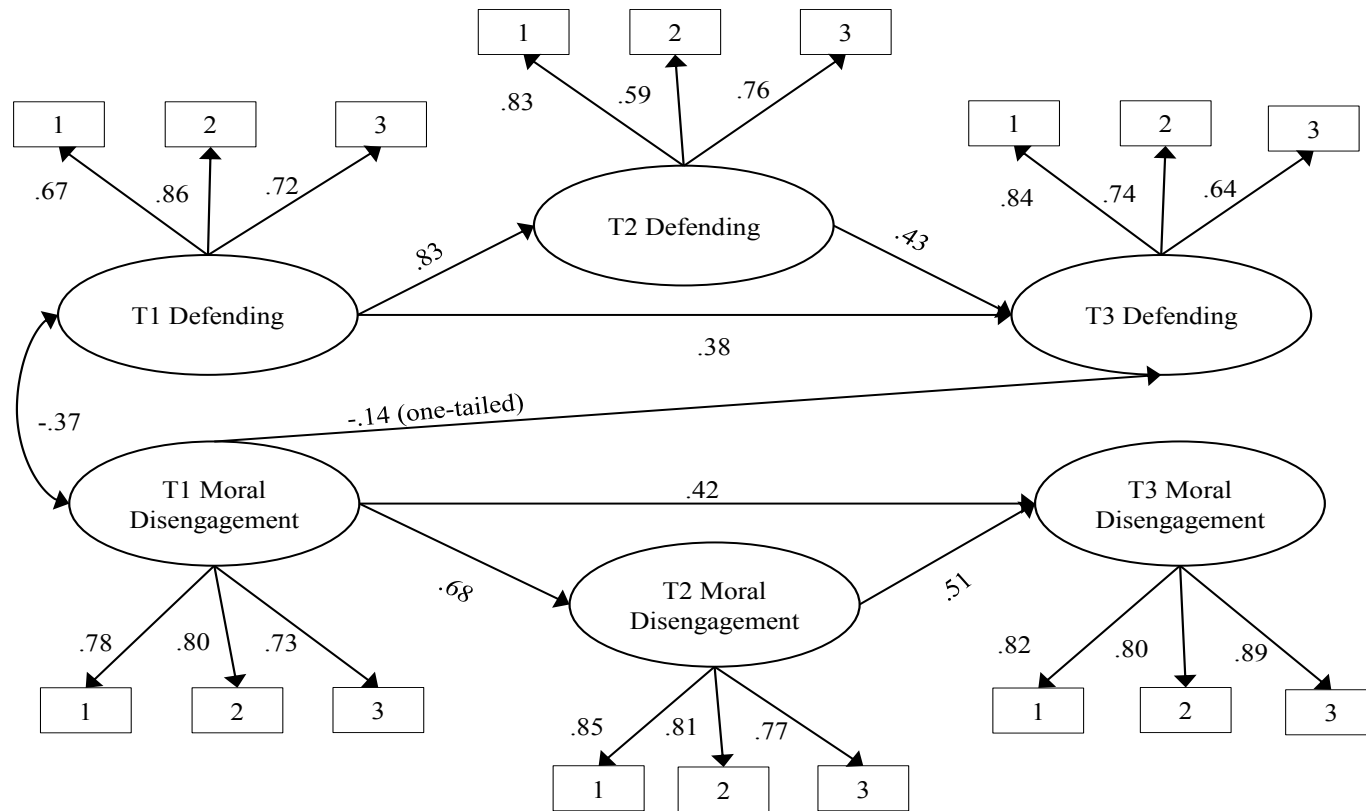 1 2 3
.83 .59 .76
1 2 3
.67 .86 .72
1 2 3
.84 .74 .64
T2 Defending
.83
.43
T1 Defending
T3 Defending
.38
-.37
-.14 (one-tailed)
T1 Moral
Disengagement
.42
T3 Moral
Disengagement
.68
T2 Moral
Disengagement
.51
.78 .80 .73
1 2 3
.82 .80 .89
1 2 3
.85 .81 .77
1 2 3